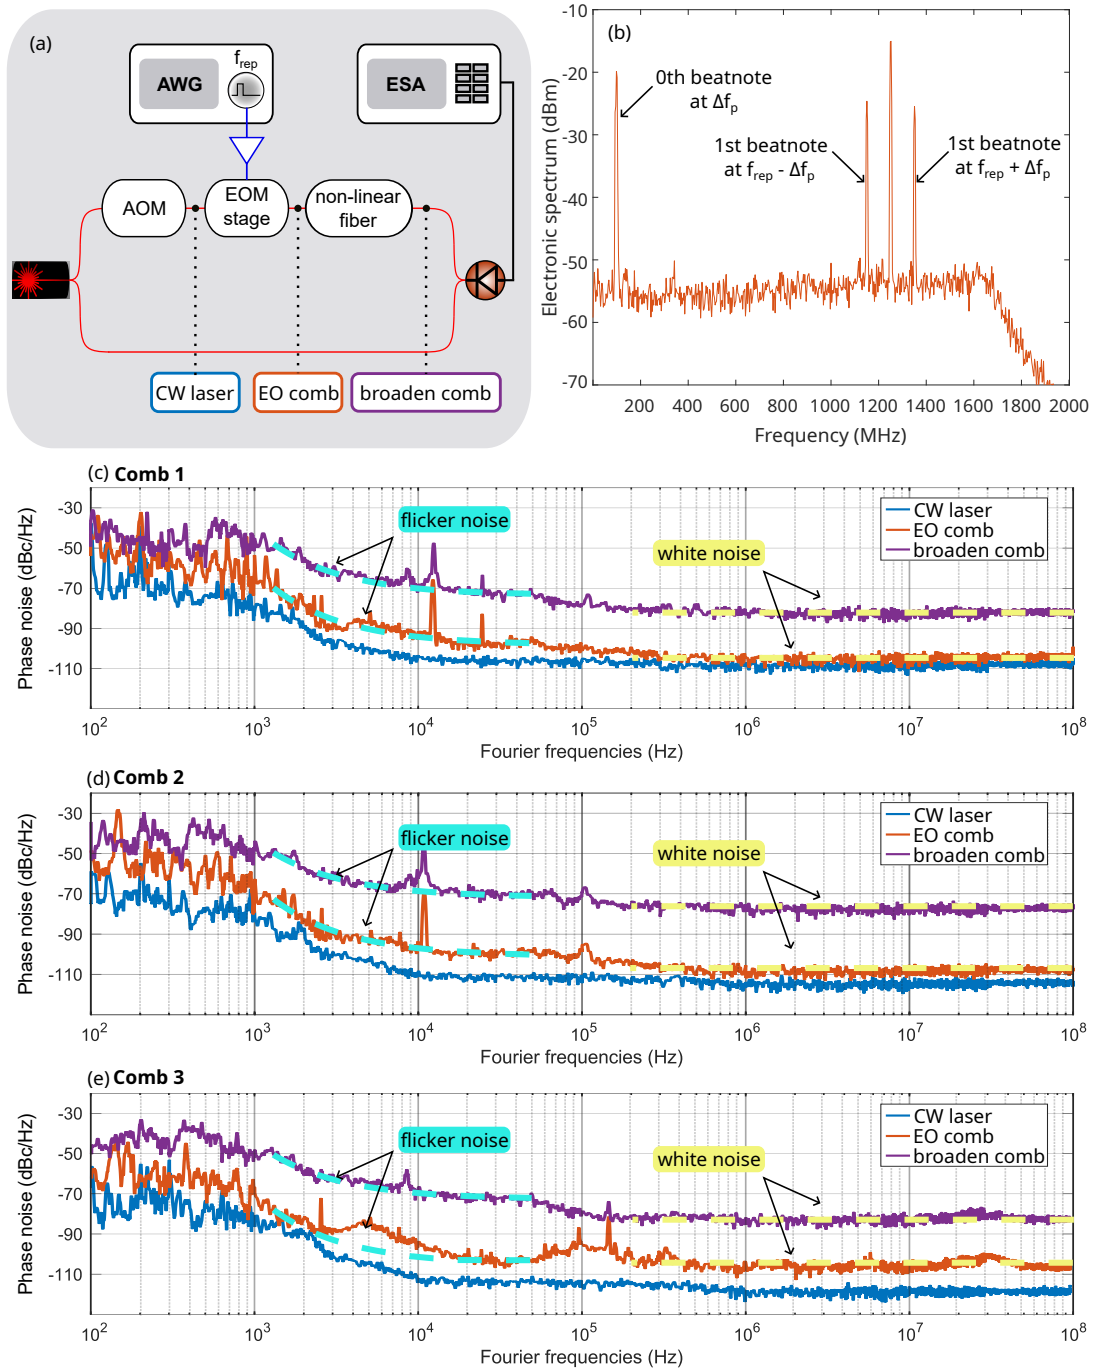 (a)
AWG
f_rep
ESA
AOM
EOM
stage
non-linear
fiber
CW laser
EO comb
broaden comb
(b)
Electronic spectrum (dBm)
-10
-20
-30
-40
-50
-60
-70
0th beatnote
at Δf_p
1st beatnote
at f_rep - Δf_p
1st beatnote
at f_rep + Δf_p
200 400 600 800 1000 1200 1400 1600 1800 2000
Frequency (MHz)
(c) Comb 1
Phase noise (dBc/Hz)
-30
-50
-70
-90
-110
flicker noise
white noise
CW laser
EO comb
broaden comb
10^2 10^3 10^4 10^5 10^6 10^7 10^8
Fourier frequencies (Hz)
(d) Comb 2
Phase noise (dBc/Hz)
-30
-50
-70
-90
-110
flicker noise
white noise
CW laser
EO comb
broaden comb
10^2 10^3 10^4 10^5 10^6 10^7 10^8
Fourier frequencies (Hz)
(e) Comb 3
Phase noise (dBc/Hz)
-30
-50
-70
-90
-110
flicker noise
white noise
CW laser
EO comb
broaden comb
10^2 10^3 10^4 10^5 10^6 10^7 10^8
Fourier frequencies (Hz)